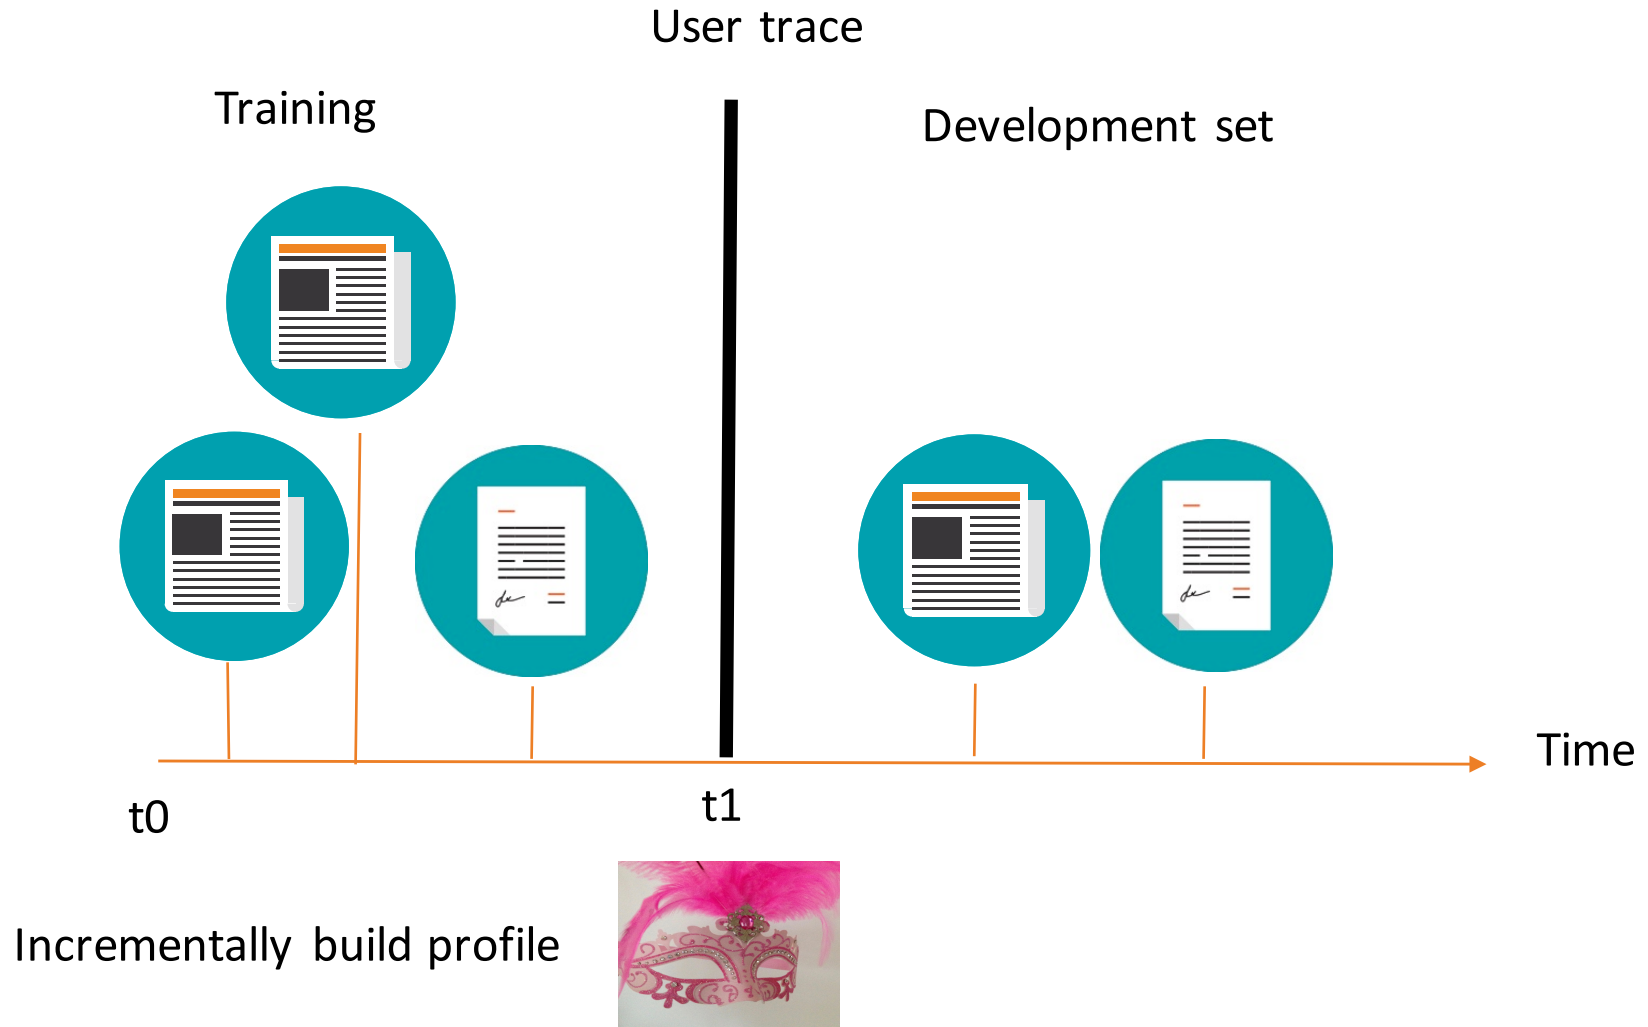 User trace
Training
Development set
Time
t0
t1
Incrementally build profile